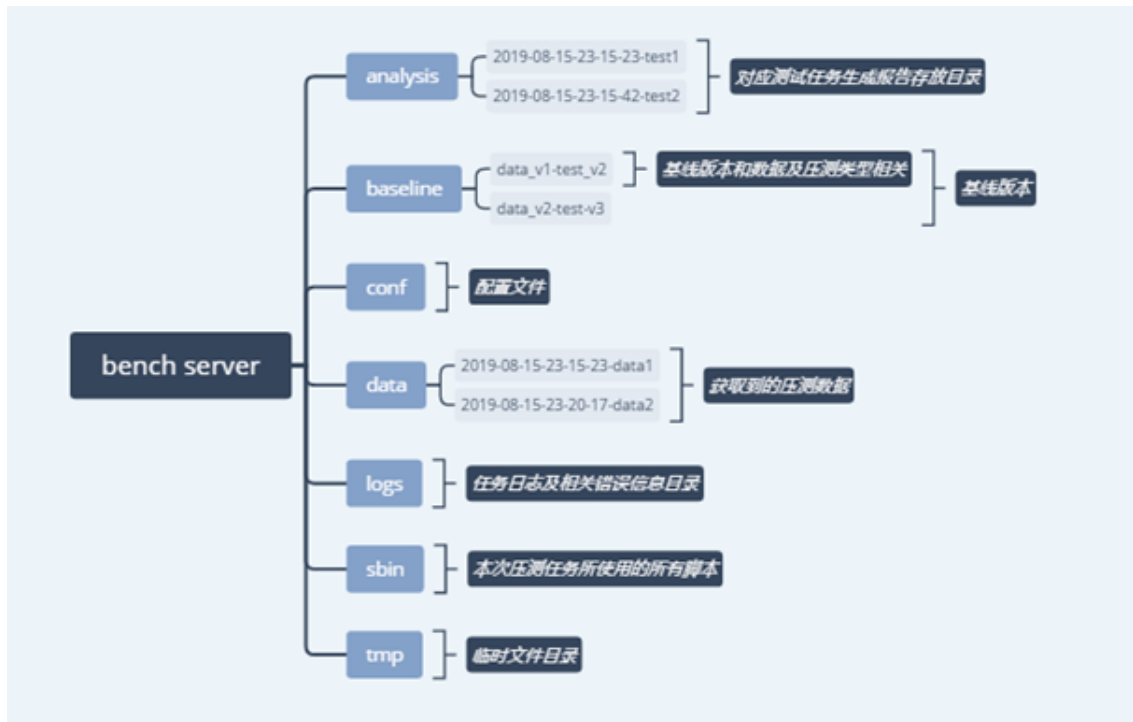 bench server
analysis
2019-08-15-23-15-23-test1
2019-08-15-23-15-42-test2
对应测试任务生成报告存放目录
baseline
data_v1-test_v2
基线版本和数据及压测类型相关
data_v2-test-v3
基线版本
conf
配置文件
data
2019-08-15-23-15-23-data1
2019-08-15-23-20-17-data2
获取到的压测数据
logs
任务日志及相关错误信息目录
sbin
本次压测任务所使用的所有脚本
tmp
临时文件目录